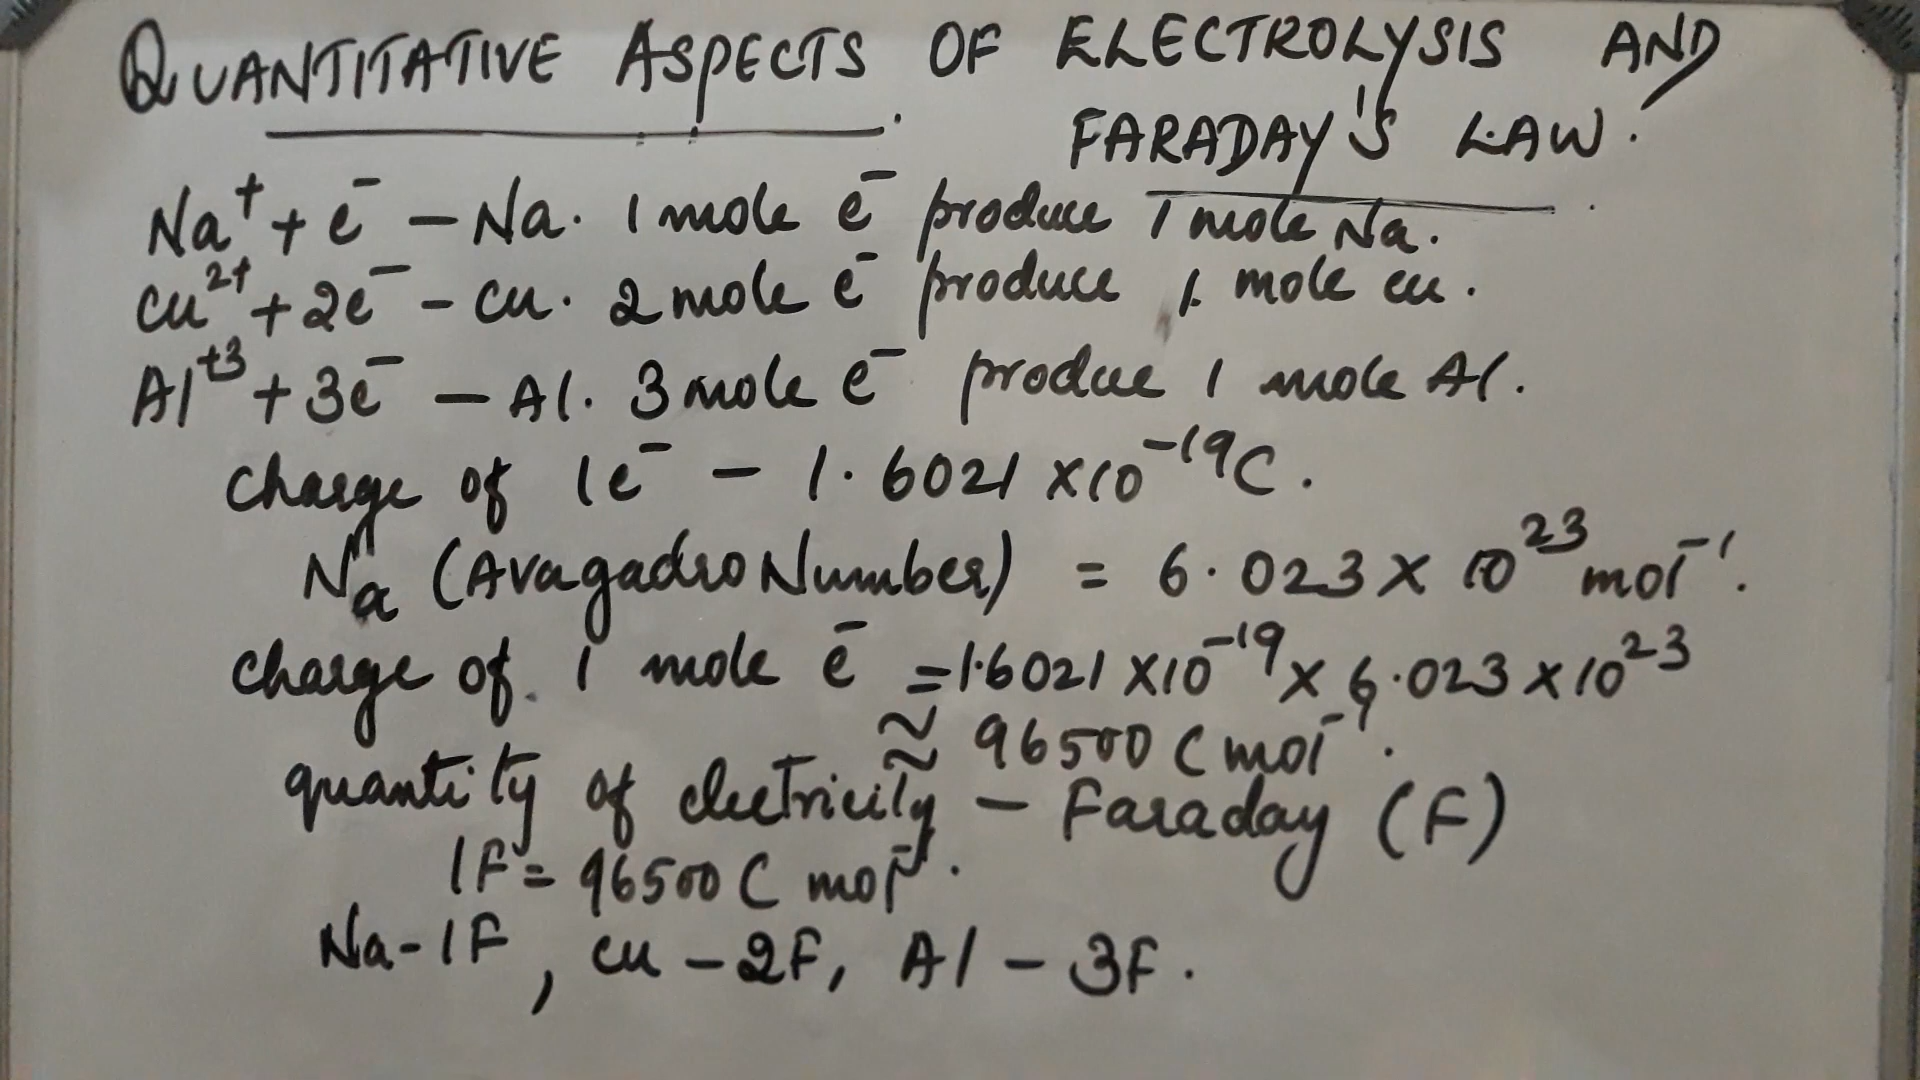 QUANTITATIVE ASPECTS OF ELECTROLYSIS AND
FARADAY'S LAW.
Na⁺ + e⁻ – Na. 1 mole e⁻ produce 1 mole Na.
Cu²⁺ + 2e⁻ – Cu. 2 mole e⁻ produce 1 mole Cu.
Al⁺³ + 3e⁻ – Al. 3 mole e⁻ produce 1 mole Al.
charge of 1e⁻ – 1.6021 x10⁻¹⁹C.
Na (Avagadro Number) = 6.023 x 10²³ mol⁻¹.
charge of 1 mole e⁻ = 1.6021 x10⁻¹⁹ x 6.023 x 10²³
≈ 96500 C mol⁻¹.
quantity of electricity – Faraday (F)
1F = 96500 C mol⁻¹.
Na – 1F, Cu – 2F, Al – 3F.